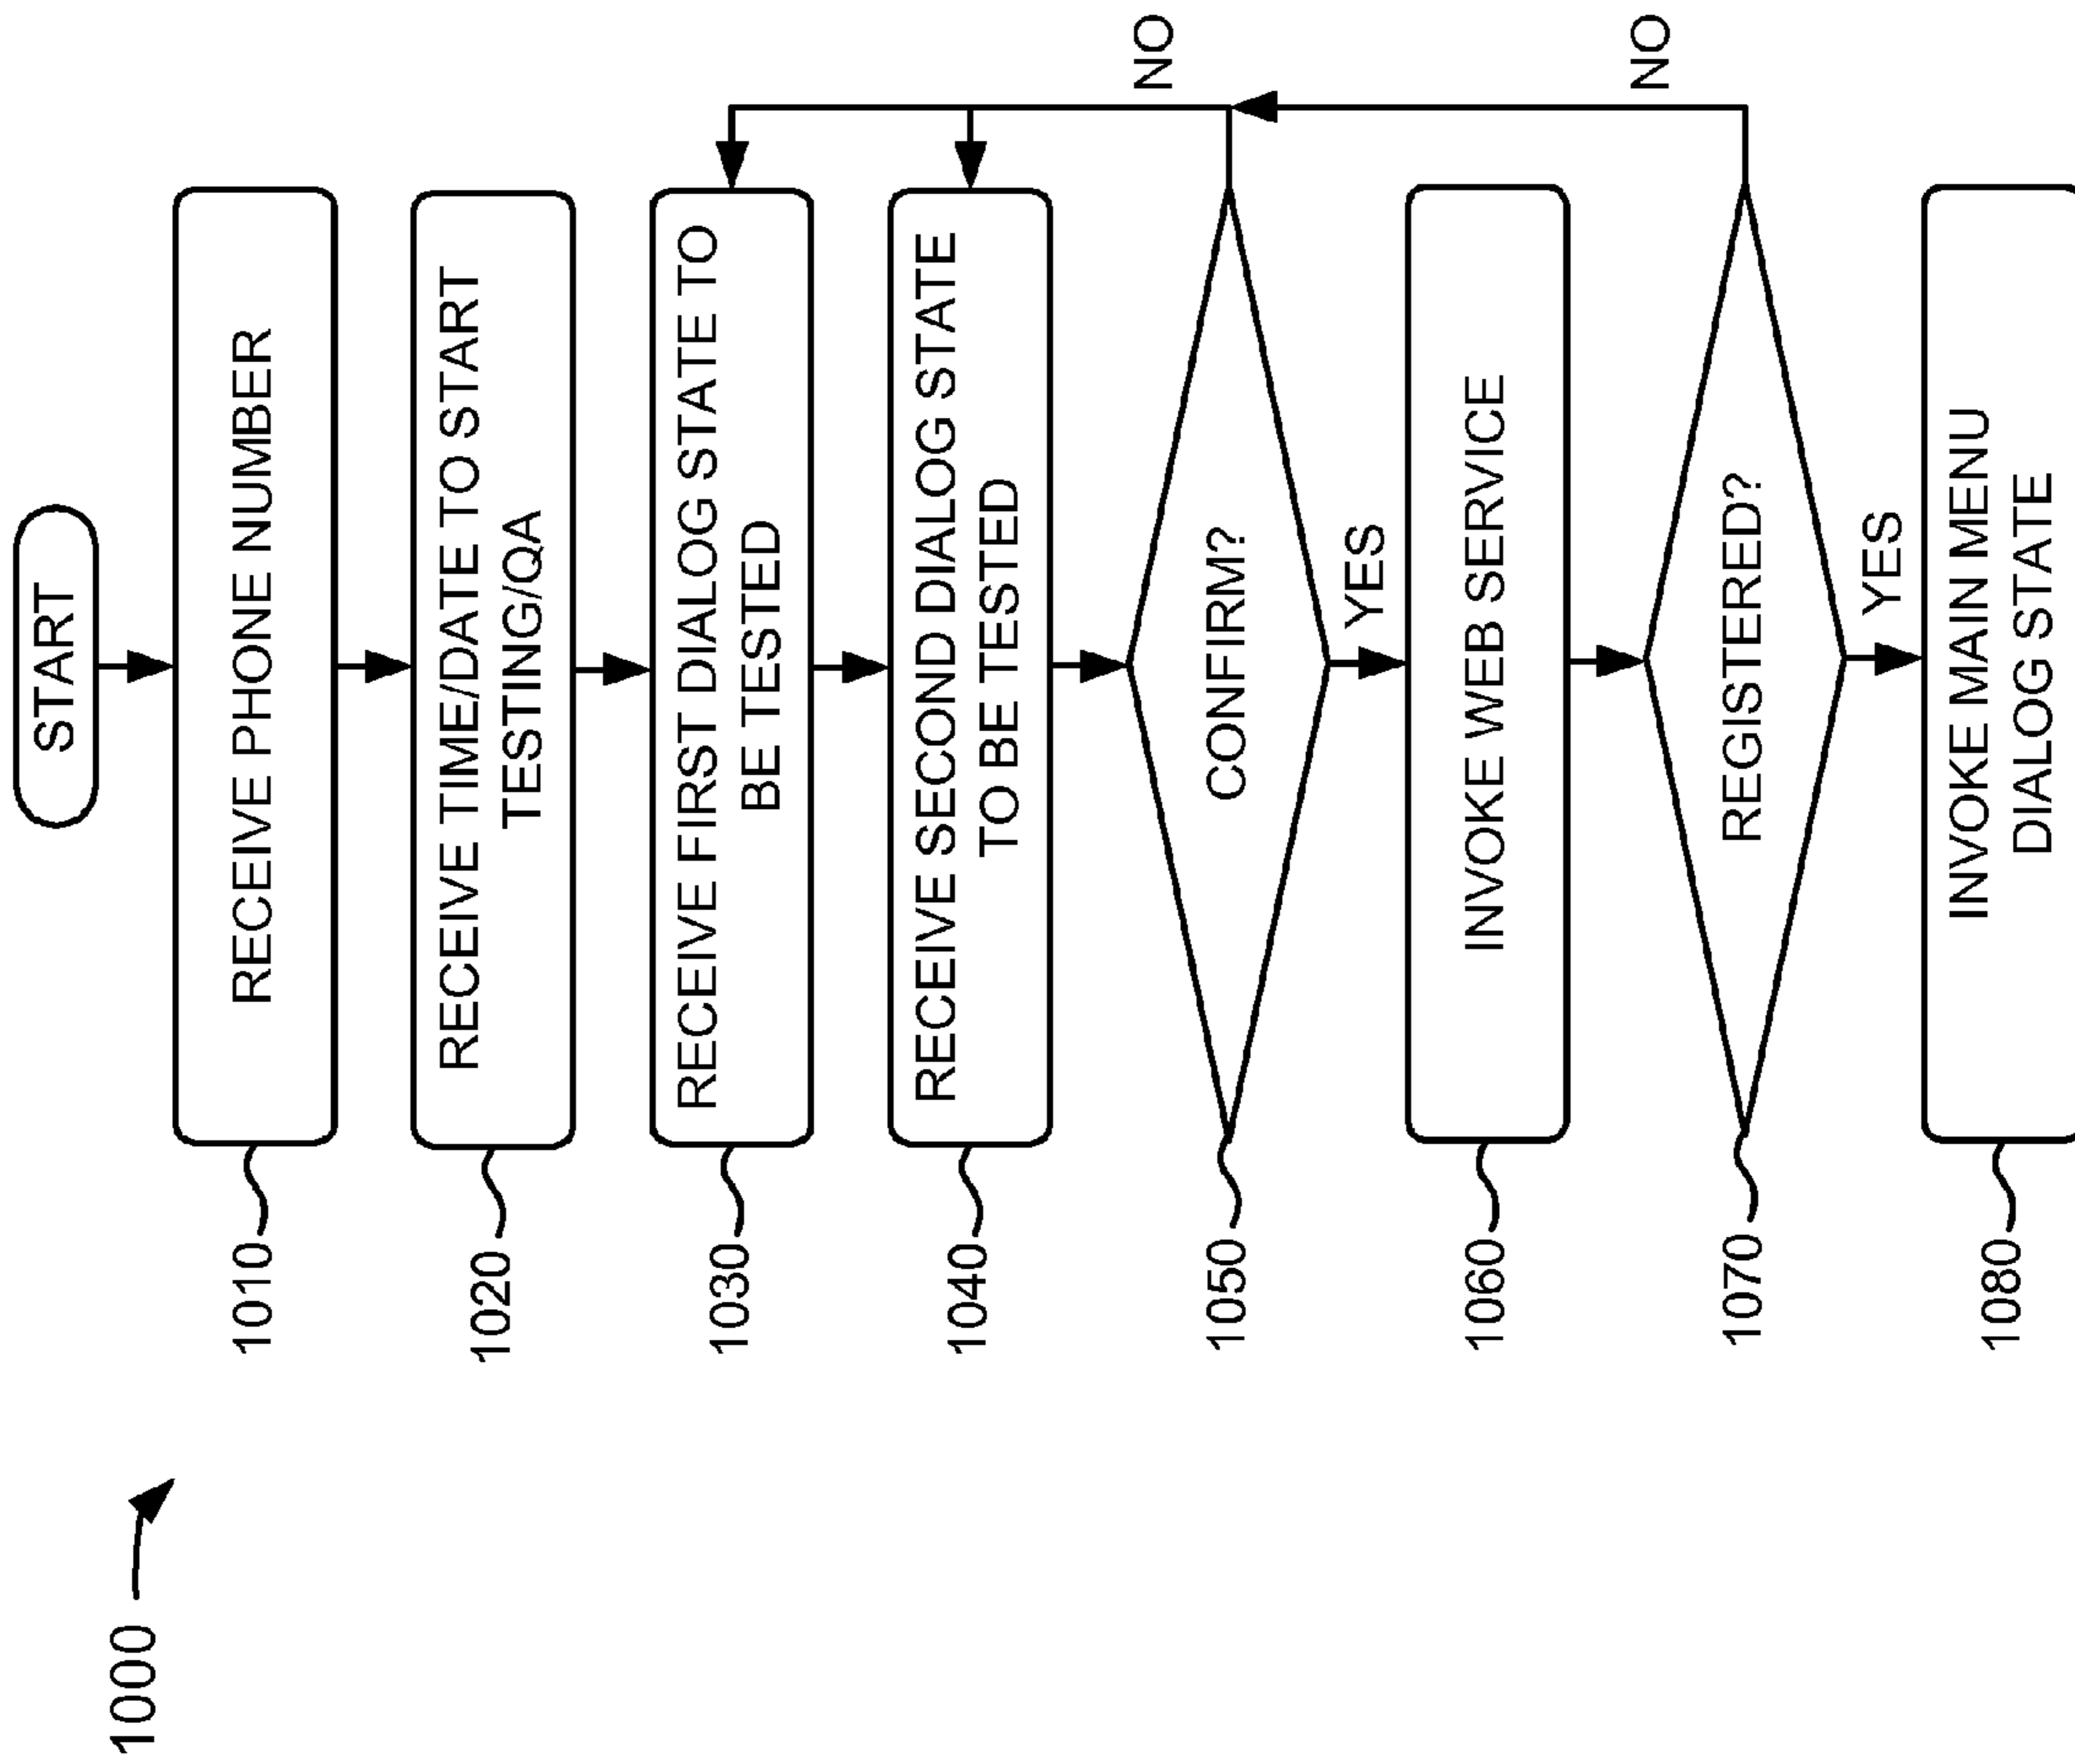 1000
START
1010
RECEIVE PHONE NUMBER
1020
RECEIVE TIME/DATE TO START
TESTING/QA
1030
RECEIVE FIRST DIALOG STATE TO
BE TESTED
1040
RECEIVE SECOND DIALOG STATE
TO BE TESTED
NO
1050
CONFIRM?
YES
1060
INVOKE WEB SERVICE
NO
1070
REGISTERED?
YES
1080
INVOKE MAIN MENU
DIALOG STATE